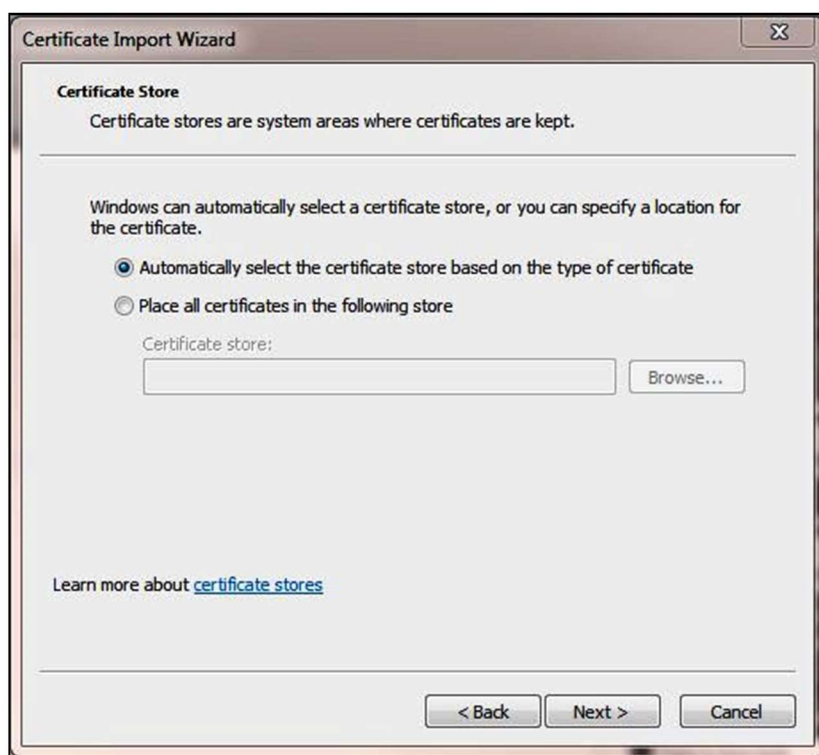 Certificate Import Wizard
Certificate Store
Certificate stores are system areas where certificates are kept.
Windows can automatically select a certificate store, or you can specify a location for
the certificate.
Automatically select the certificate store based on the type of certificate
Place all certificates in the following store
Certificate store:
Browse...
Learn more about certificate stores
< Back Next > Cancel